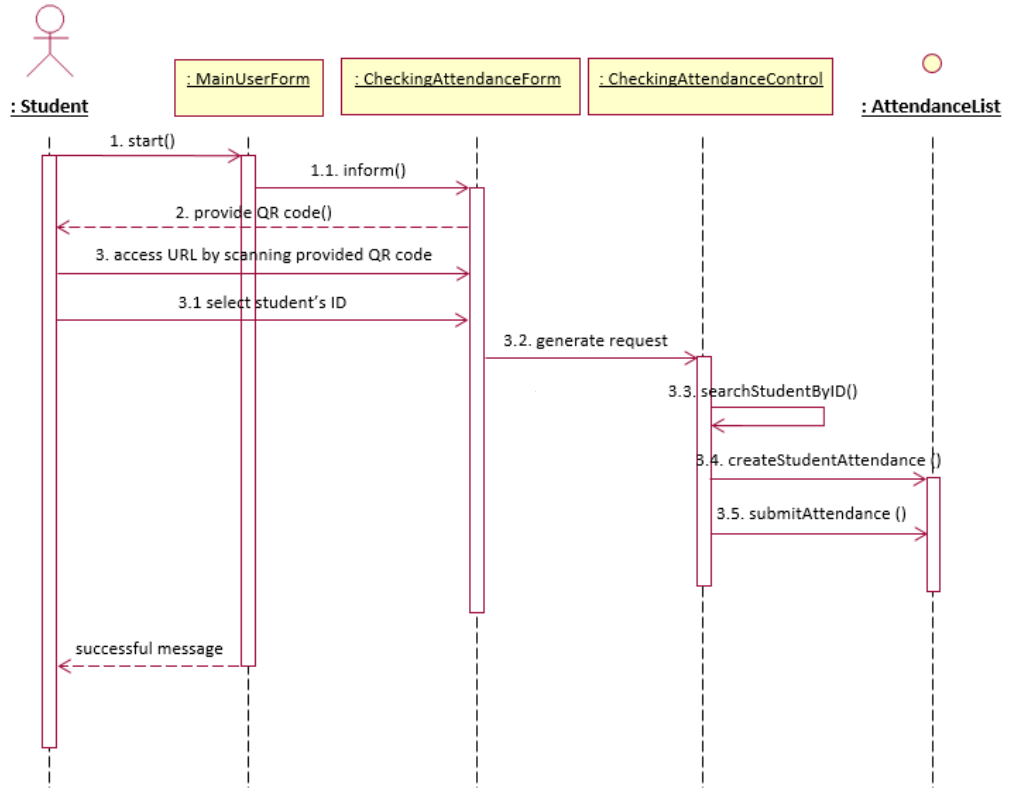 : MainUserForm
: CheckingAttendanceForm
: CheckingAttendanceControl
: Student
: AttendanceList
1. start()
1.1. inform()
2. provide QR code()
3. access URL by scanning provided QR code
3.1 select student's ID
3.2. generate request
3.3. searchStudentByID()
3.4. createStudentAttendance ()
3.5. submitAttendance ()
successful message